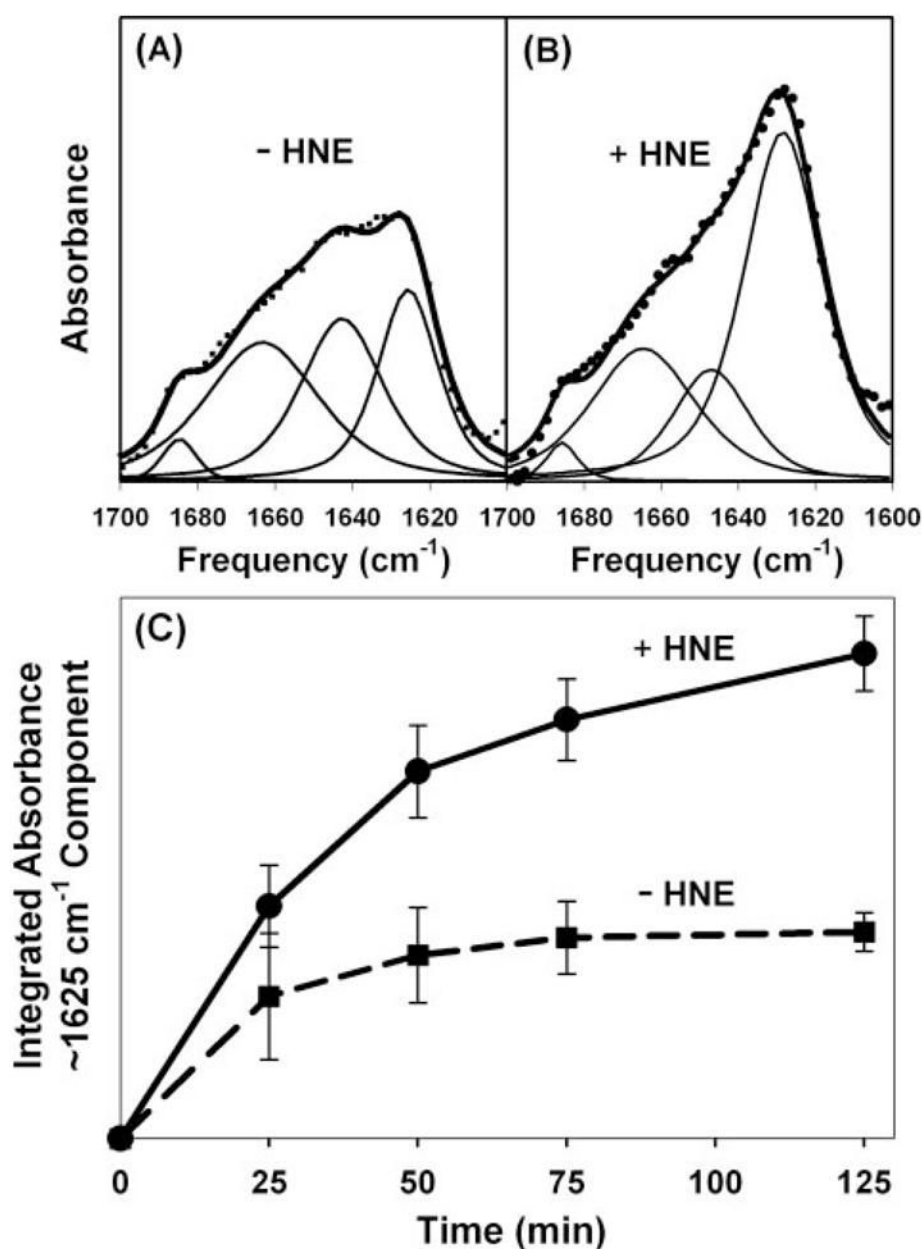 (A)
- HNE
(B)
+ HNE
Absorbance
1700 1680 1660 1640 1620 1700 1680 1660 1640 1620 1600
Frequency (cm⁻¹) Frequency (cm⁻¹)
(C)
+ HNE
- HNE
Integrated Absorbance
~1625 cm⁻¹ Component
0 25 50 75 100 125
Time (min)